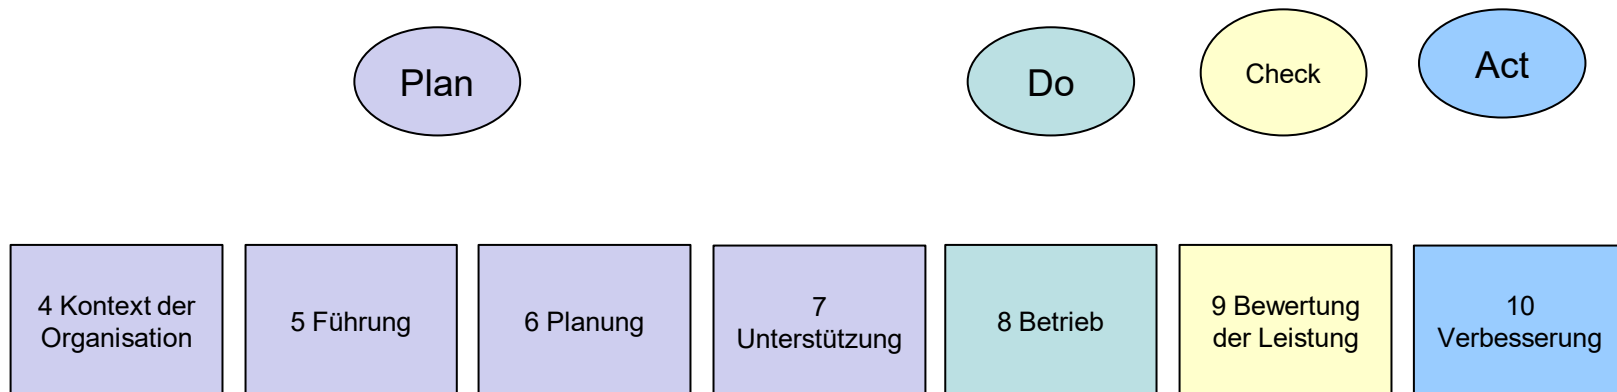 Plan
Do
Check
Act
4 Kontext der
Organisation
5 Führung
6 Planung
7
Unterstützung
8 Betrieb
9 Bewertung
der Leistung
10
Verbesserung